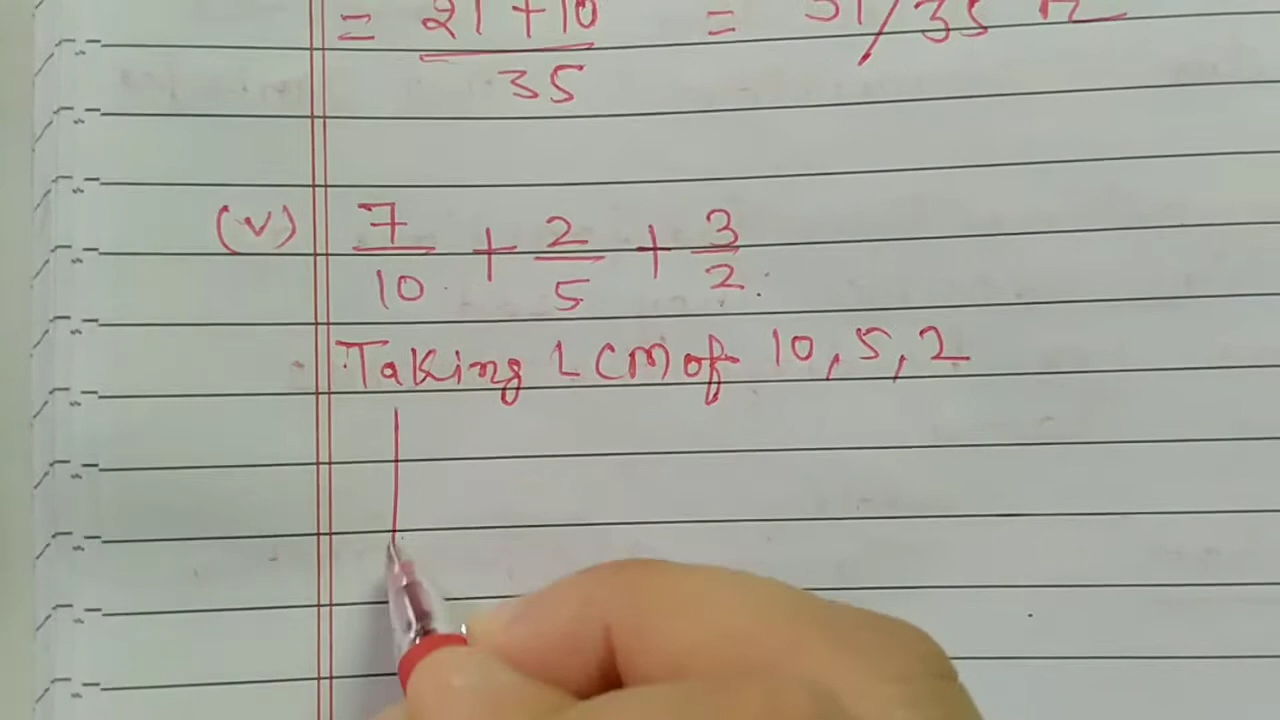 = 21 + 10 / 35 = 31/35
(v) 7/10 + 2/5 + 3/2
Taking LCM of 10, 5, 2